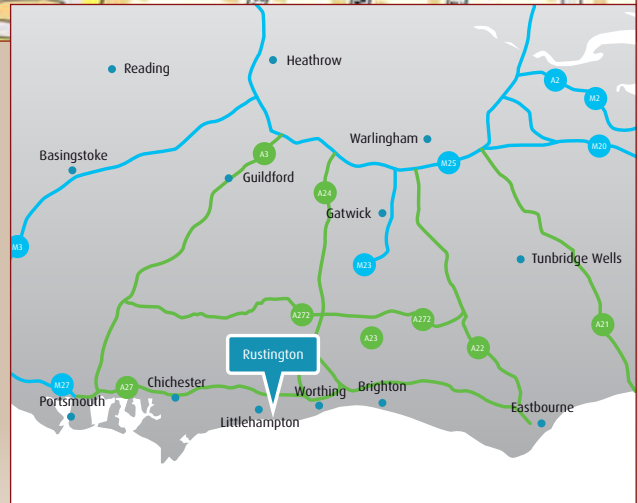 Heathrow
Reading
A2
M2
Warlingham
M20
A3
Basingstoke
M25
Guildford
A24
Gatwick
M3
Tunbridge Wells
M23
A272
A272
A21
A23
A22
Rustington
M27
A27
Chichester
Worthing
Brighton
Portsmouth
Eastbourne
Littlehampton